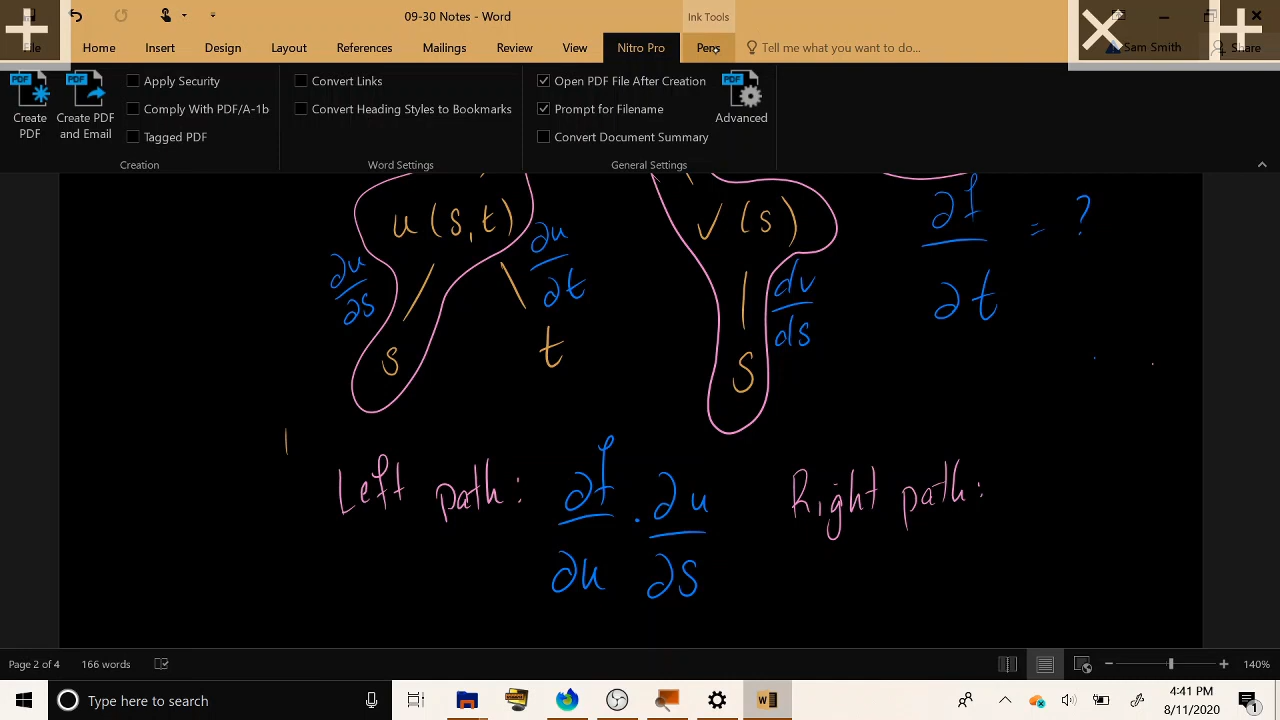 09-30 Notes - Word
Ink Tools
File Home Insert Design Layout References Mailings Review View Nitro Pro Pens Tell me what you want to do... Sam Smith Share
Create PDF
Create PDF and Email
Apply Security
Comply With PDF/A-1b
Tagged PDF
Creation
Convert Links
Convert Heading Styles to Bookmarks
Word Settings
Open PDF File After Creation
Prompt for Filename
Convert Document Summary
Advanced
General Settings
u(s,t) v(s) ∂f/∂t = ?
∂u/∂s ∂u/∂t dv/ds
s t s
Left path: ∂f/∂u · ∂u/∂s Right path:
Page 2 of 4 166 words 140%
Type here to search
4:41 PM
8/11/2020
1